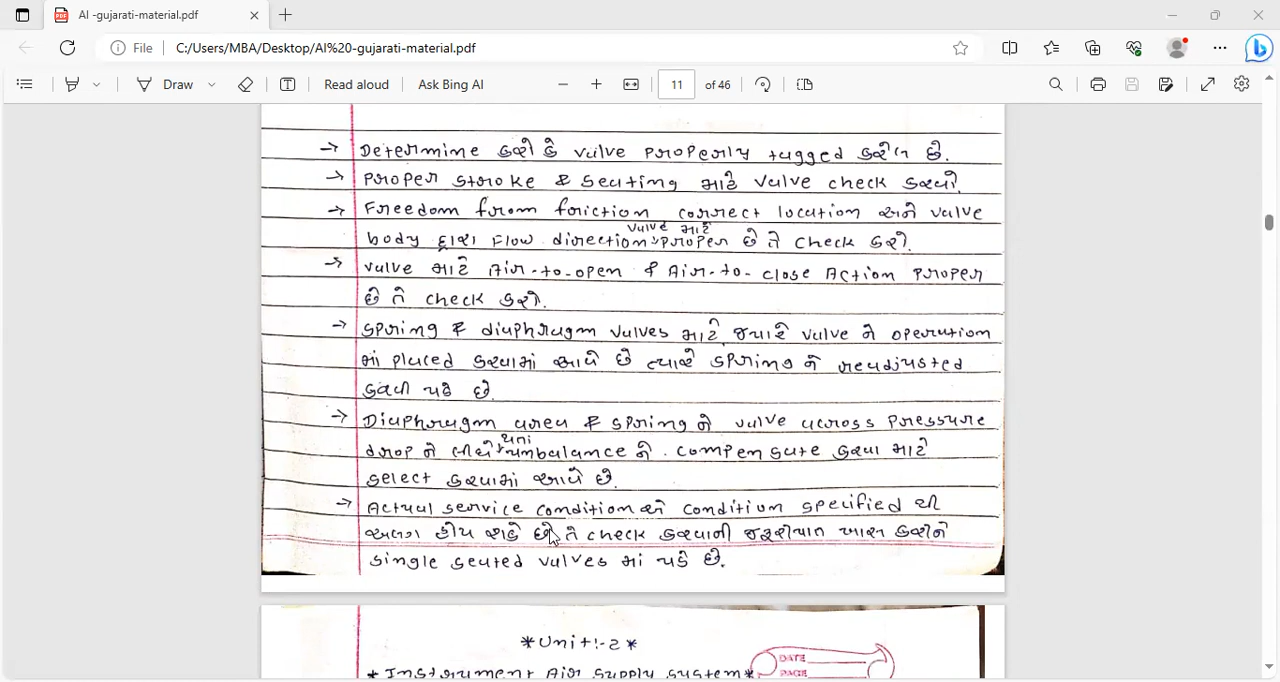 AI -gujarati-material.pdf
File C:/Users/MBA/Desktop/AI%20-gujarati-material.pdf
Draw Read aloud Ask Bing AI 11 of 46
→ Determine કરો કે valve properly tagged કરેલ છે.
→ Proper stroke & seating માટે valve check કરવો.
→ Freedom from friction correct location અને valve
valve માટે
body દ્વારા Flow direction proper છે તે check કરો.
→ valve માટે Air-to-open & Air-to-close Action proper
છે તે check કરો.
→ spring & diaphragm valves માટે જ્યારે valve ને operation
માં placed કરવામાં આવે છે ત્યારે spring ને readjusted
કરવી પડે છે.
→ Diaphragm area & spring ને valve across pressure
drop ને લીધે થતા unbalance ને compensate કરવા માટે
select કરવામાં આવે છે.
→ Actual service condition એ condition specified થી
અલગ હોય શકે છે તે check કરવાની જરૂરીયાત ખાસ કરીને
single seated valves માં પડે છે.
*Unit:-2*
DATE
*Instrument Air supply system*
PAGE